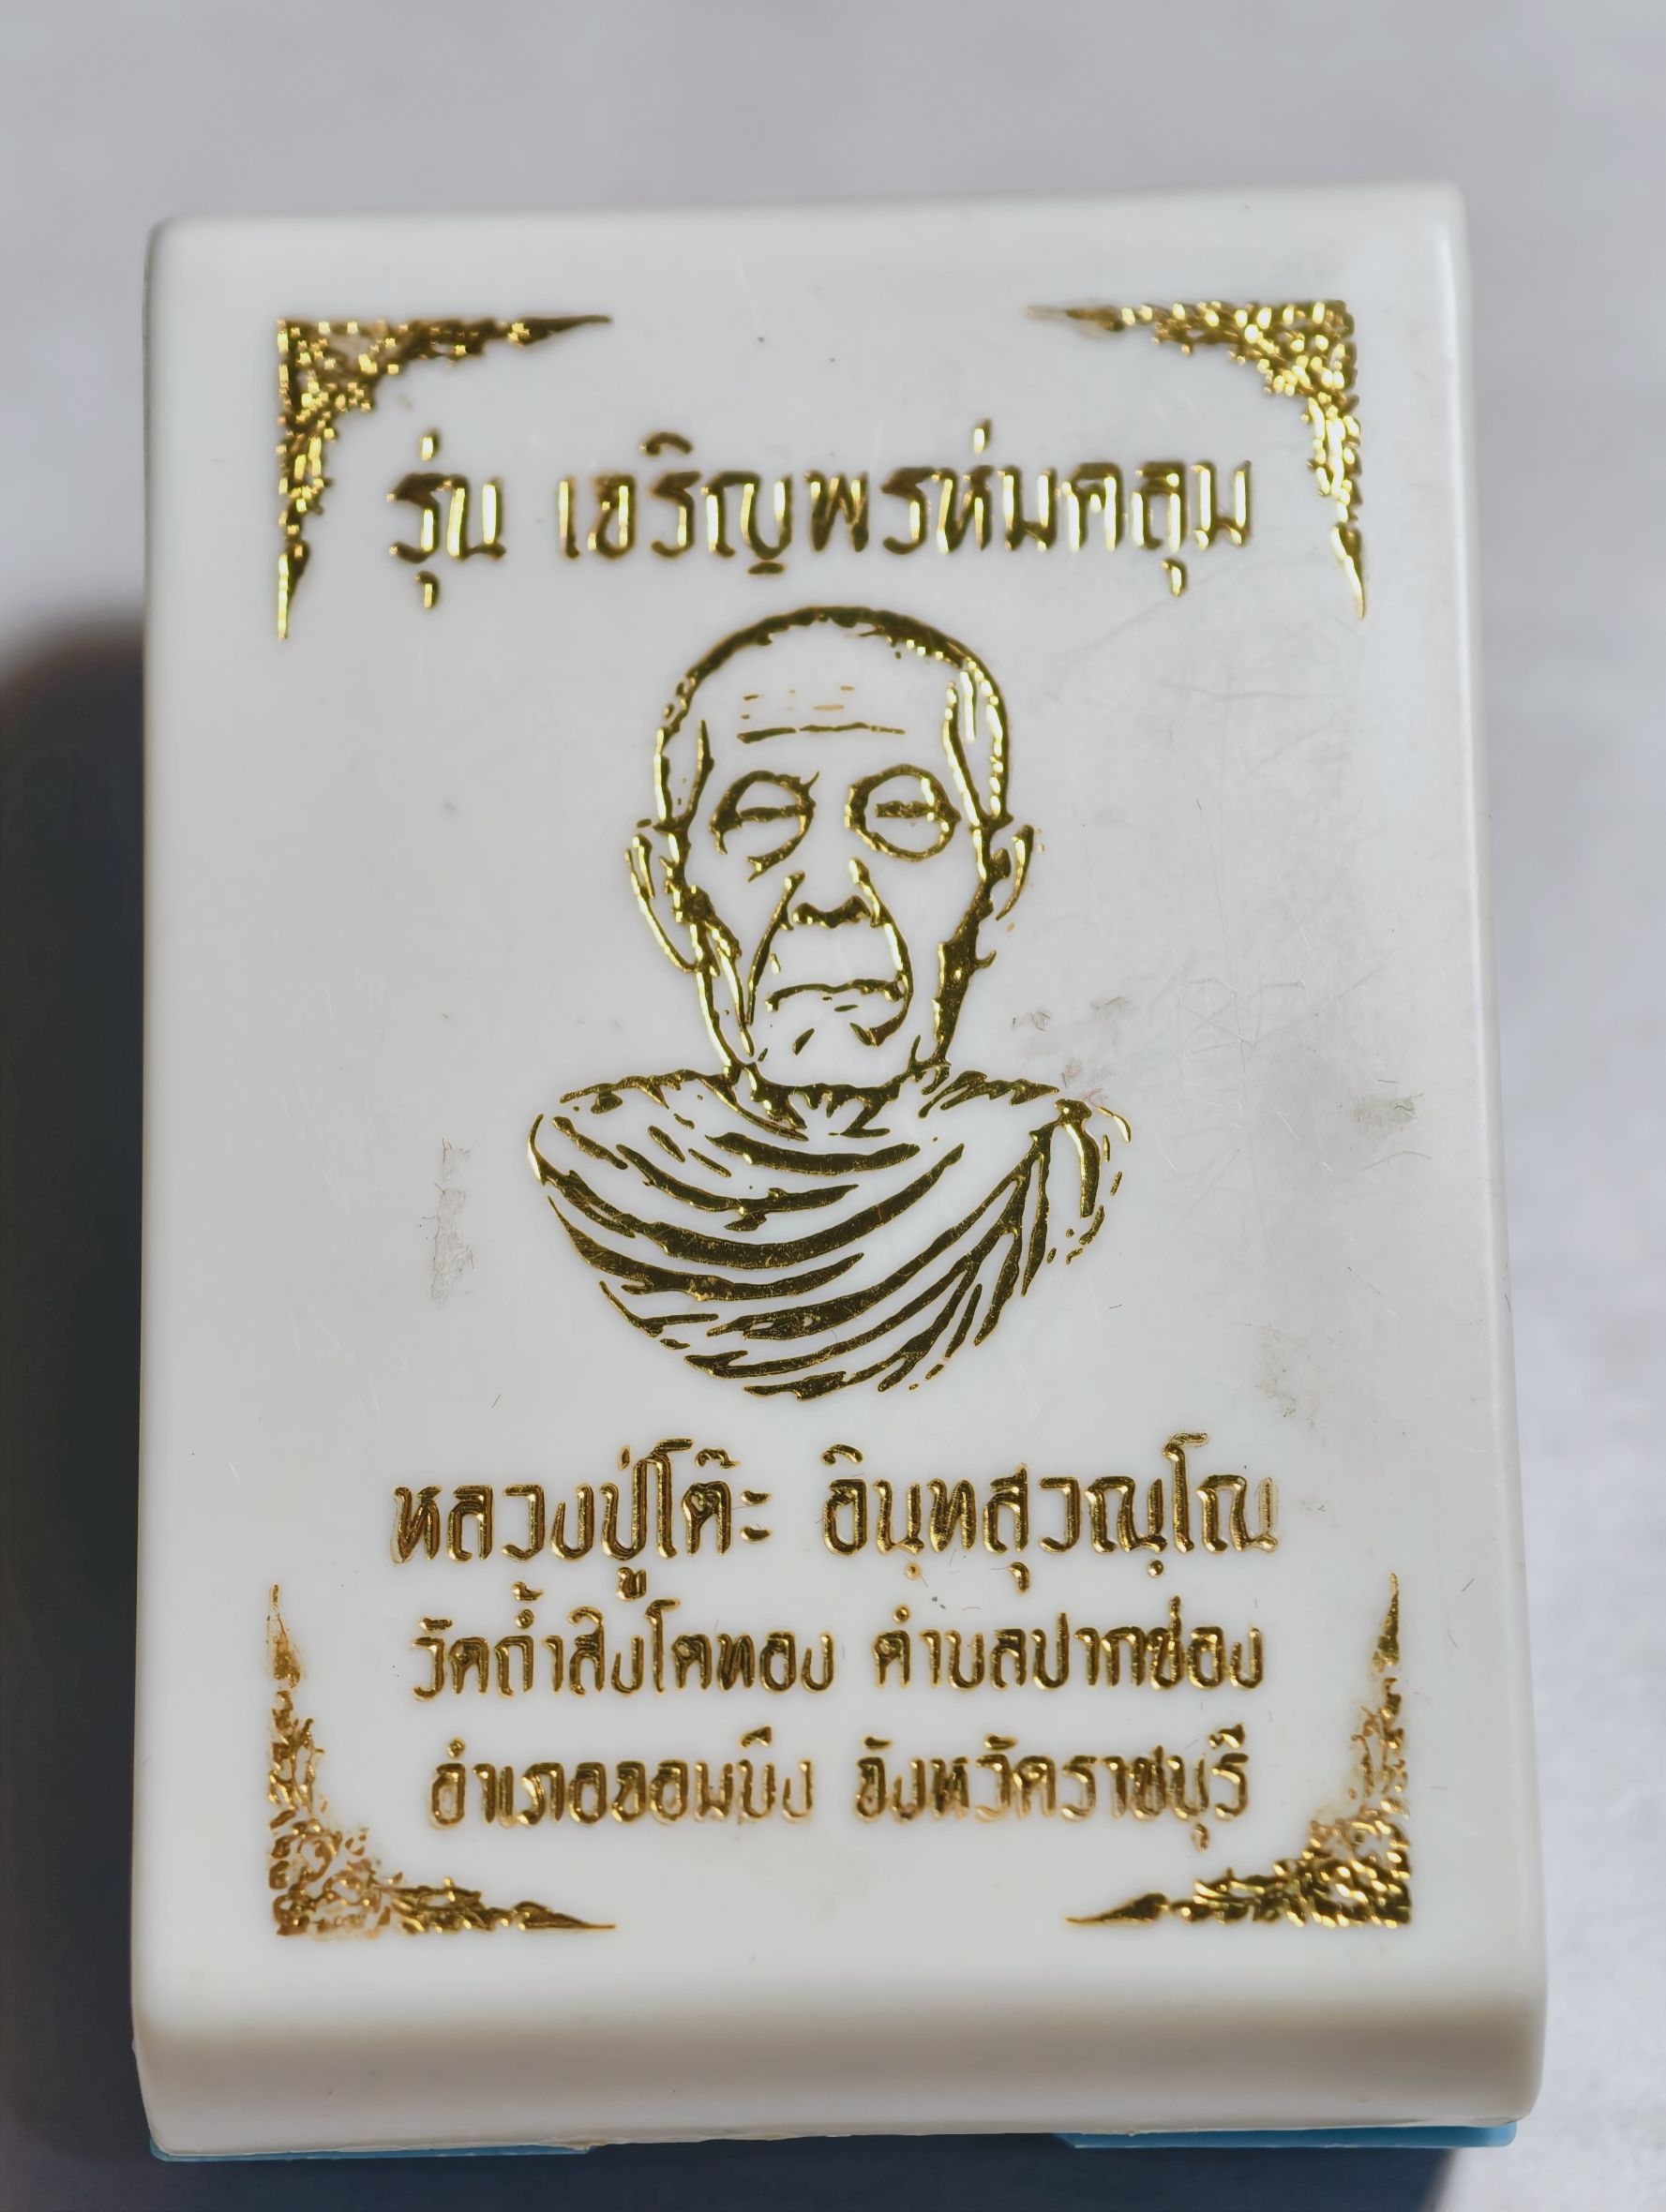 รุ่น เจริญพรห่มคลุม
หลวงปู่โต๊ะ อินฺทสุวณฺโณ
วัดถ้ำสิงโตทอง ตำบลปากช่อง
อำเภอจอมบึง จังหวัดราชบุรี